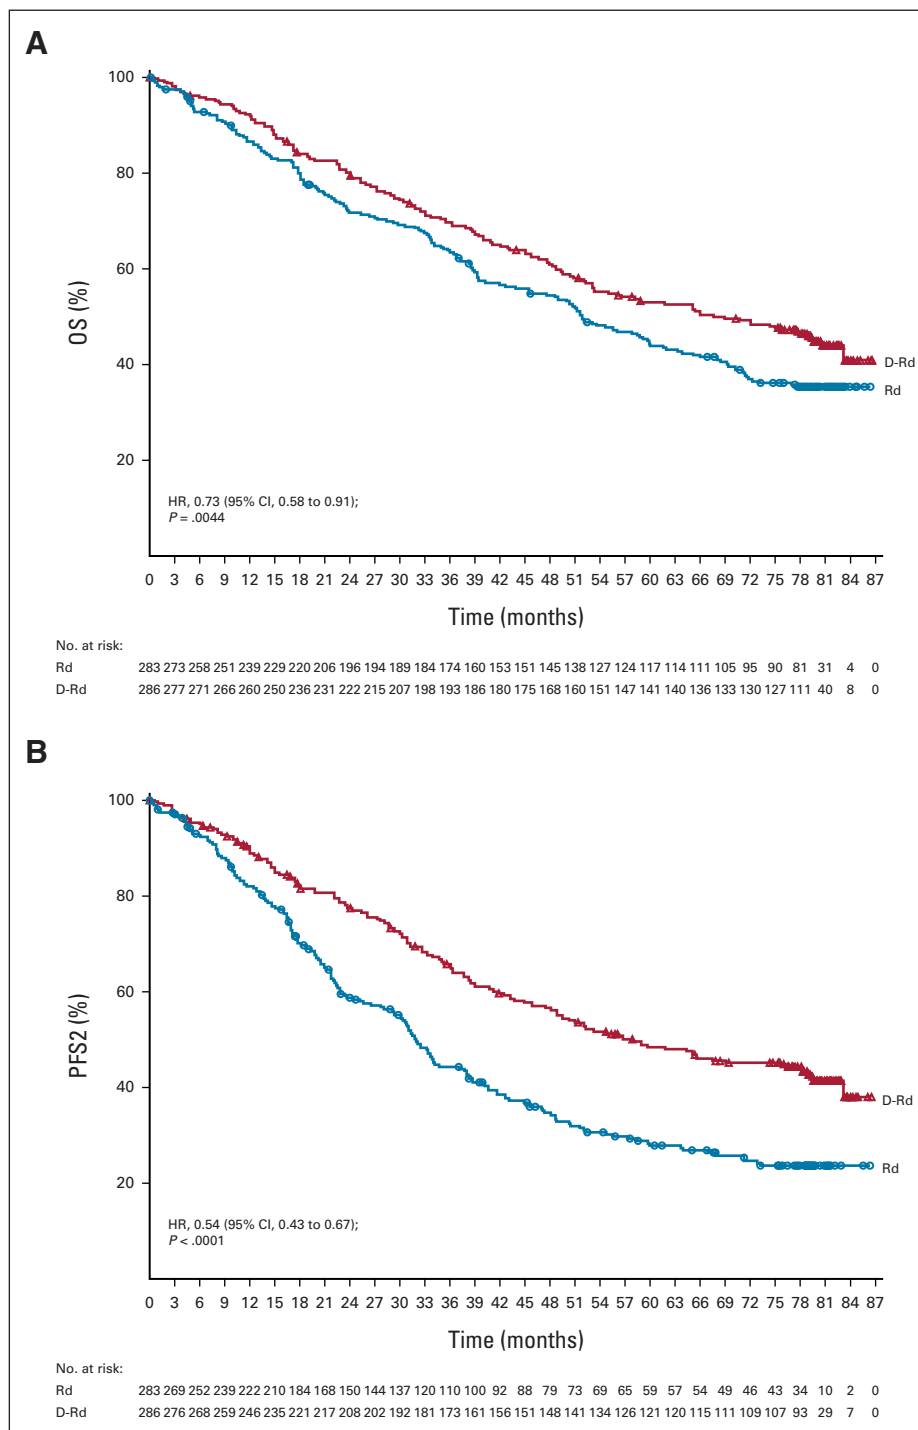 A
100
80
60
40
20
OS (%)
D-Rd
Rd
HR, 0.73 (95% CI, 0.58 to 0.91);
P = .0044
0 3 6 9 12 15 18 21 24 27 30 33 36 39 42 45 48 51 54 57 60 63 66 69 72 75 78 81 84 87
Time (months)
No. at risk:
Rd 283 273 258 251 239 229 220 206 196 194 189 184 174 160 153 151 145 138 127 124 117 114 111 105 95 90 81 31 4 0
D-Rd 286 277 271 266 260 250 236 231 222 215 207 198 193 186 180 175 168 160 151 147 141 140 136 133 130 127 111 40 8 0
B
100
80
60
40
20
PFS2 (%)
D-Rd
Rd
HR, 0.54 (95% CI, 0.43 to 0.67);
P < .0001
0 3 6 9 12 15 18 21 24 27 30 33 36 39 42 45 48 51 54 57 60 63 66 69 72 75 78 81 84 87
Time (months)
No. at risk:
Rd 283 269 252 239 222 210 184 168 150 144 137 120 110 100 92 88 79 73 69 65 59 57 54 49 46 43 34 10 2 0
D-Rd 286 276 268 259 246 235 221 217 208 202 192 181 173 161 156 151 148 141 134 126 121 120 115 111 109 107 93 29 7 0